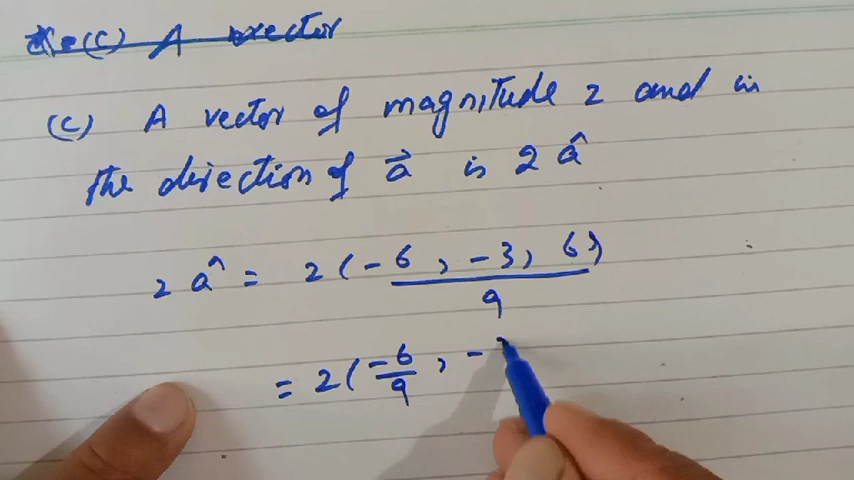 (c) A vector
(c) A vector of magnitude 2 and in
the direction of a⃗ is 2 â
2 â = 2(-6, -3, 6)
9
= 2(-6/9, -